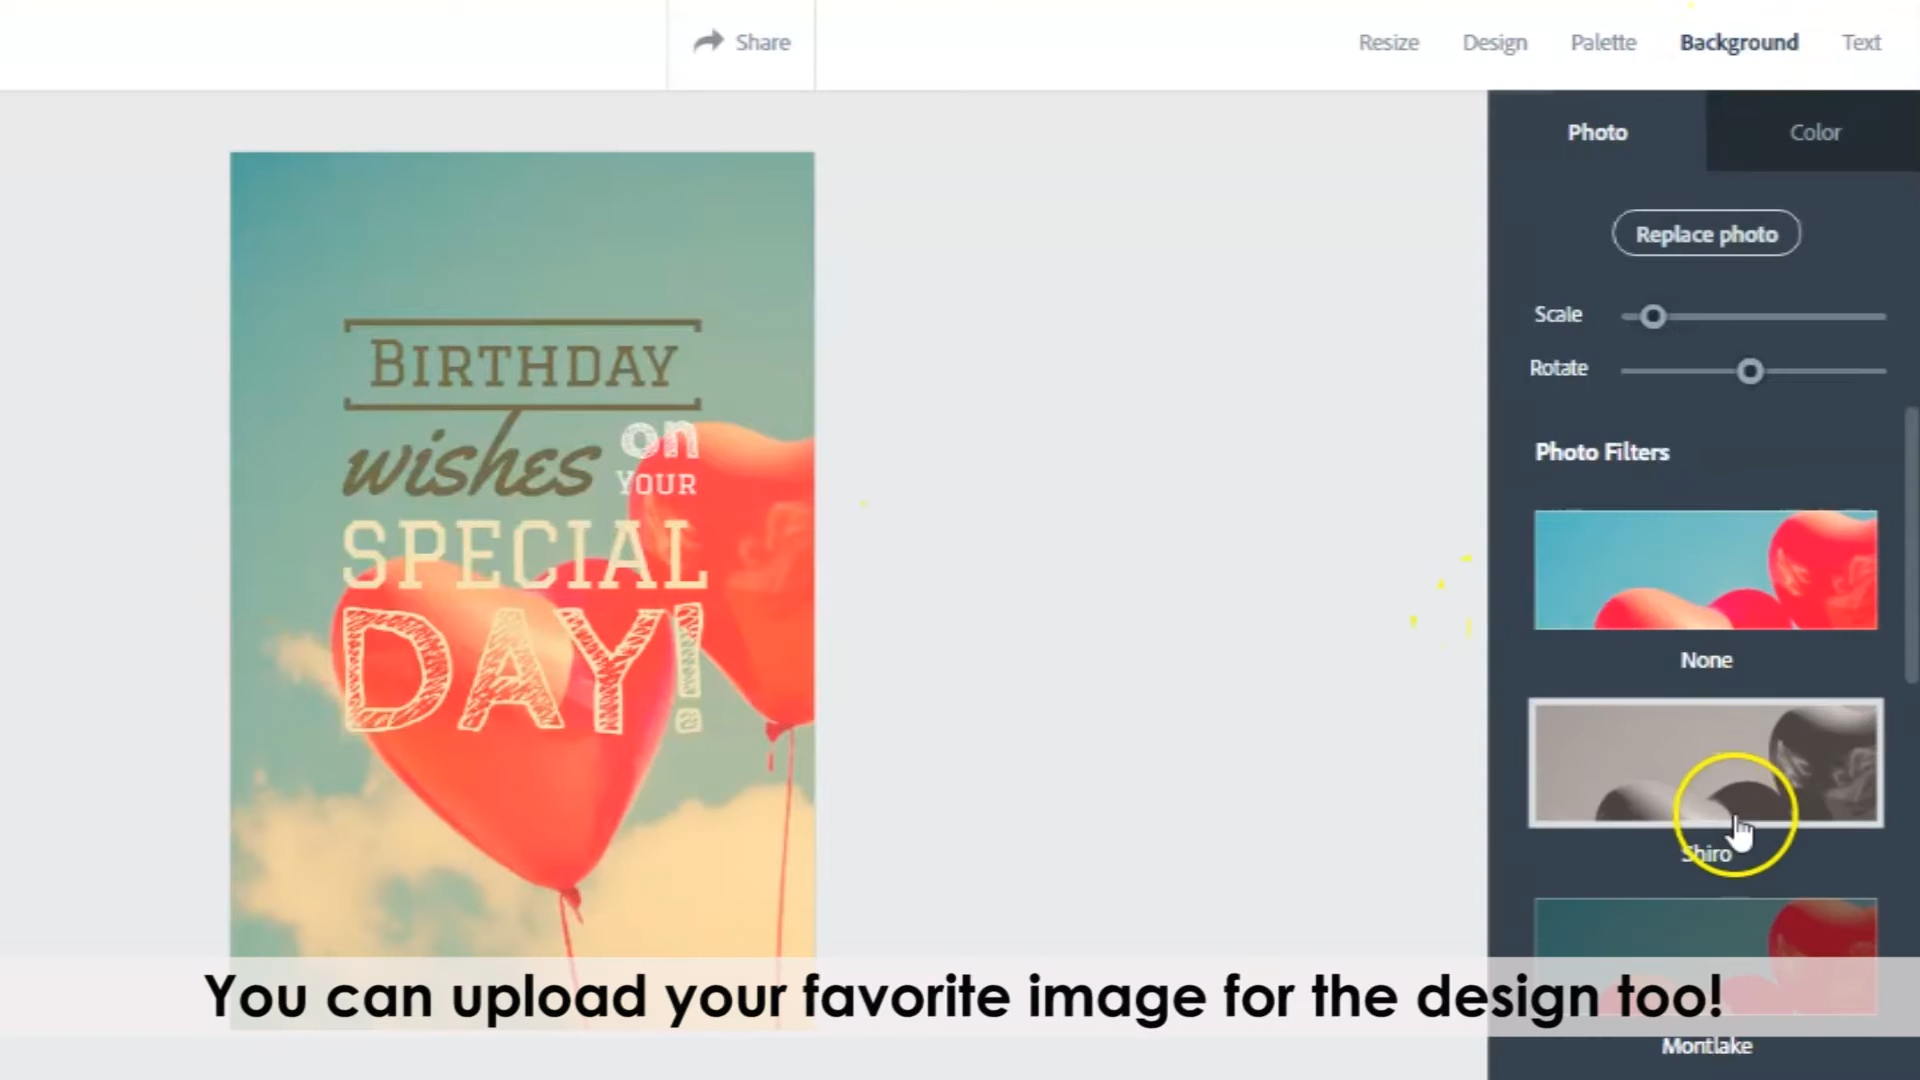 Share
Resize Design Palette Background Text
Photo Color
Replace photo
Scale
Rotate
Photo Filters
None
Shiro
Montlake
BIRTHDAY
wishes on
YOUR
SPECIAL
DAY!
You can upload your favorite image for the design too!